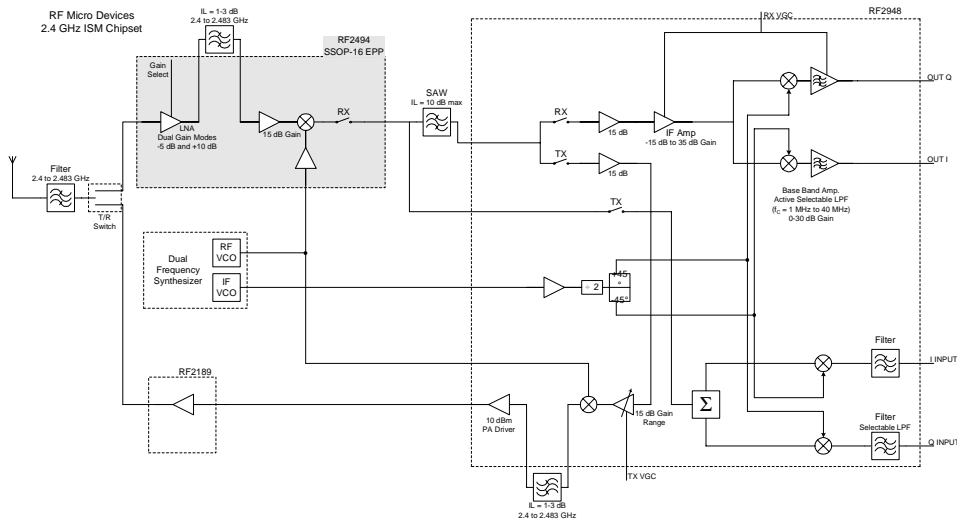 RF Micro Devices
2.4 GHz ISM Chipset
IL = 1-3 dB
2.4 to 2.483 GHz
RF2494
SSOP-16 EPP
RF2948
RX VGC
Gain
Select
LNA
Dual Gain Modes
-5 dB and +10 dB
15 dB Gain
RX
SAW
IL = 10 dB max
RX
15 dB
IF Amp
-15 dB to 35 dB Gain
OUT Q
TX
15 dB
OUT I
Filter
2.4 to 2.483 GHz
T/R
Switch
TX
Base Band Amp.
Active Selectable LPF
(fC = 1 MHz to 40 MHz)
0-30 dB Gain
Dual
Frequency
Synthesizer
RF
VCO
IF
VCO
÷ 2
+45
°
-45°
RF2189
10 dBm
PA Driver
15 dB Gain
Range
Σ
Filter
I INPUT
Filter
Selectable LPF
Q INPUT
TX VGC
IL = 1-3 dB
2.4 to 2.483 GHz